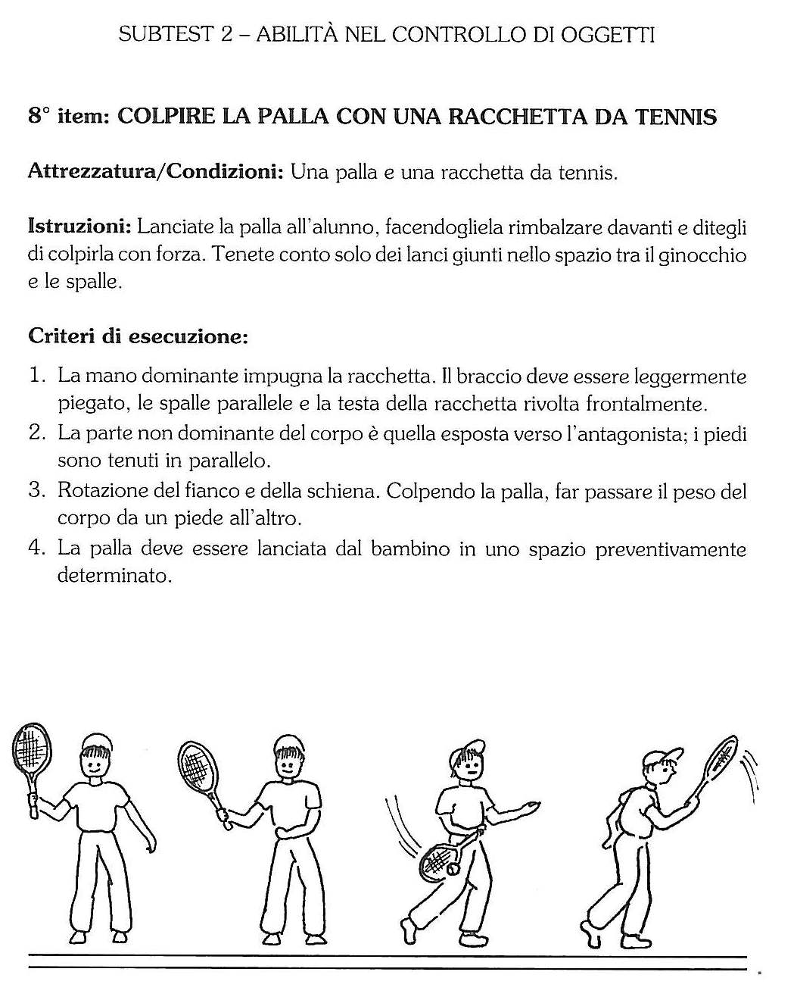 SUBTEST 2 – ABILITÀ NEL CONTROLLO DI OGGETTI
8° item: COLPIRE LA PALLA CON UNA RACCHETTA DA TENNIS
Attrezzatura/Condizioni: Una palla e una racchetta da tennis.
Istruzioni: Lanciate la palla all'alunno, facendogliela rimbalzare davanti e ditegli
di colpirla con forza. Tenete conto solo dei lanci giunti nello spazio tra il ginocchio
e le spalle.
Criteri di esecuzione:
1. La mano dominante impugna la racchetta. Il braccio deve essere leggermente
piegato, le spalle parallele e la testa della racchetta rivolta frontalmente.
2. La parte non dominante del corpo è quella esposta verso l'antagonista; i piedi
sono tenuti in parallelo.
3. Rotazione del fianco e della schiena. Colpendo la palla, far passare il peso del
corpo da un piede all'altro.
4. La palla deve essere lanciata dal bambino in uno spazio preventivamente
determinato.